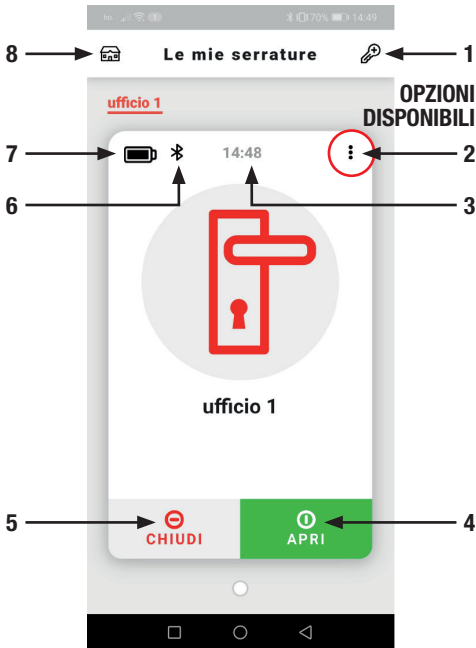 70% 14:49
8 Le mie serrature 1
ufficio 1
OPZIONI
DISPONIBILI
7 14:48 2
6 3
ufficio 1
5 CHIUDI APRI 4